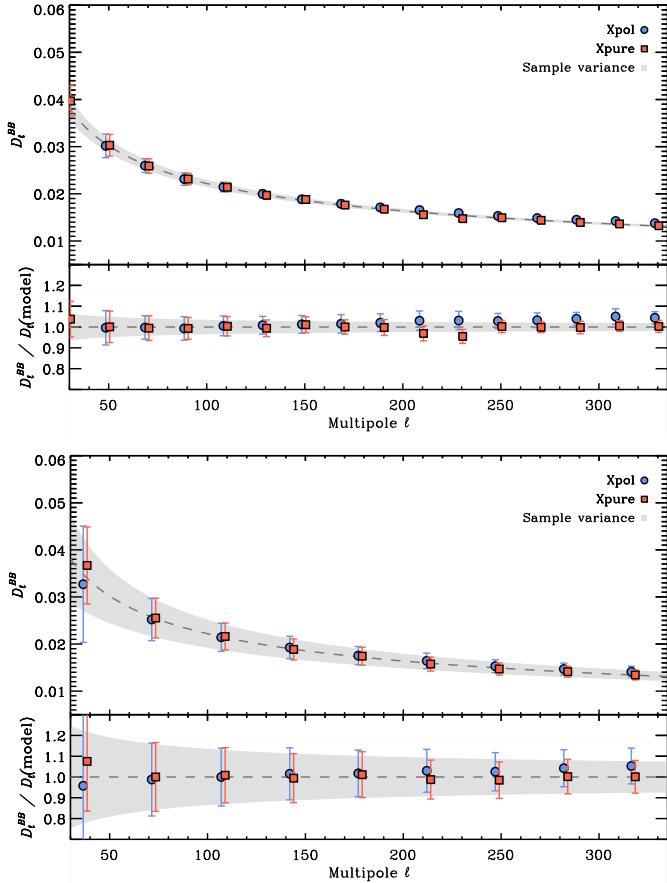 0.06
0.05
0.04
0.03
0.02
0.01
D_ℓ^BB
Xpol
Xpure
Sample variance
1.2
1.1
1.0
0.9
0.8
D_ℓ^BB / D_ℓ(model)
50 100 150 200 250 300
Multipole ℓ
0.06
0.05
0.04
0.03
0.02
0.01
D_ℓ^BB
Xpol
Xpure
Sample variance
1.2
1.1
1.0
0.9
0.8
D_ℓ^BB / D_ℓ(model)
50 100 150 200 250 300
Multipole ℓ